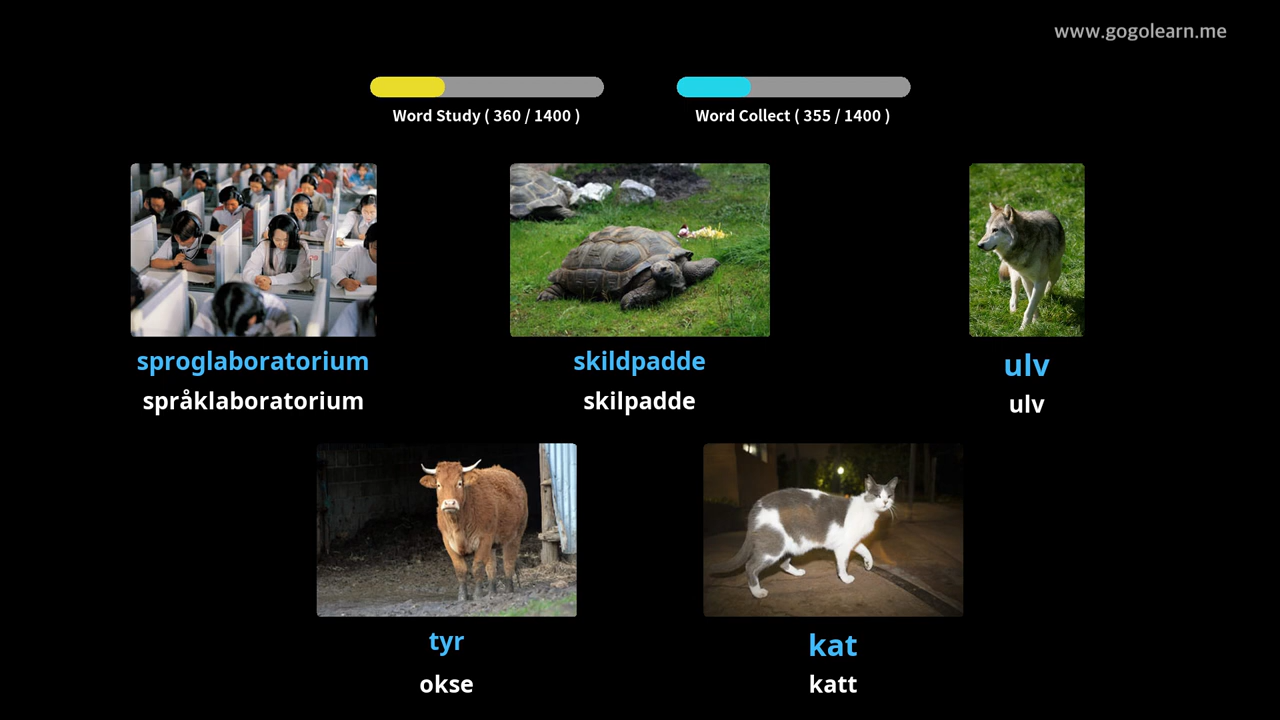 www.gogolearn.me
Word Study ( 360 / 1400 )
Word Collect ( 355 / 1400 )
sproglaboratorium
språklaboratorium
skildpadde
skilpadde
ulv
ulv
tyr
okse
kat
katt